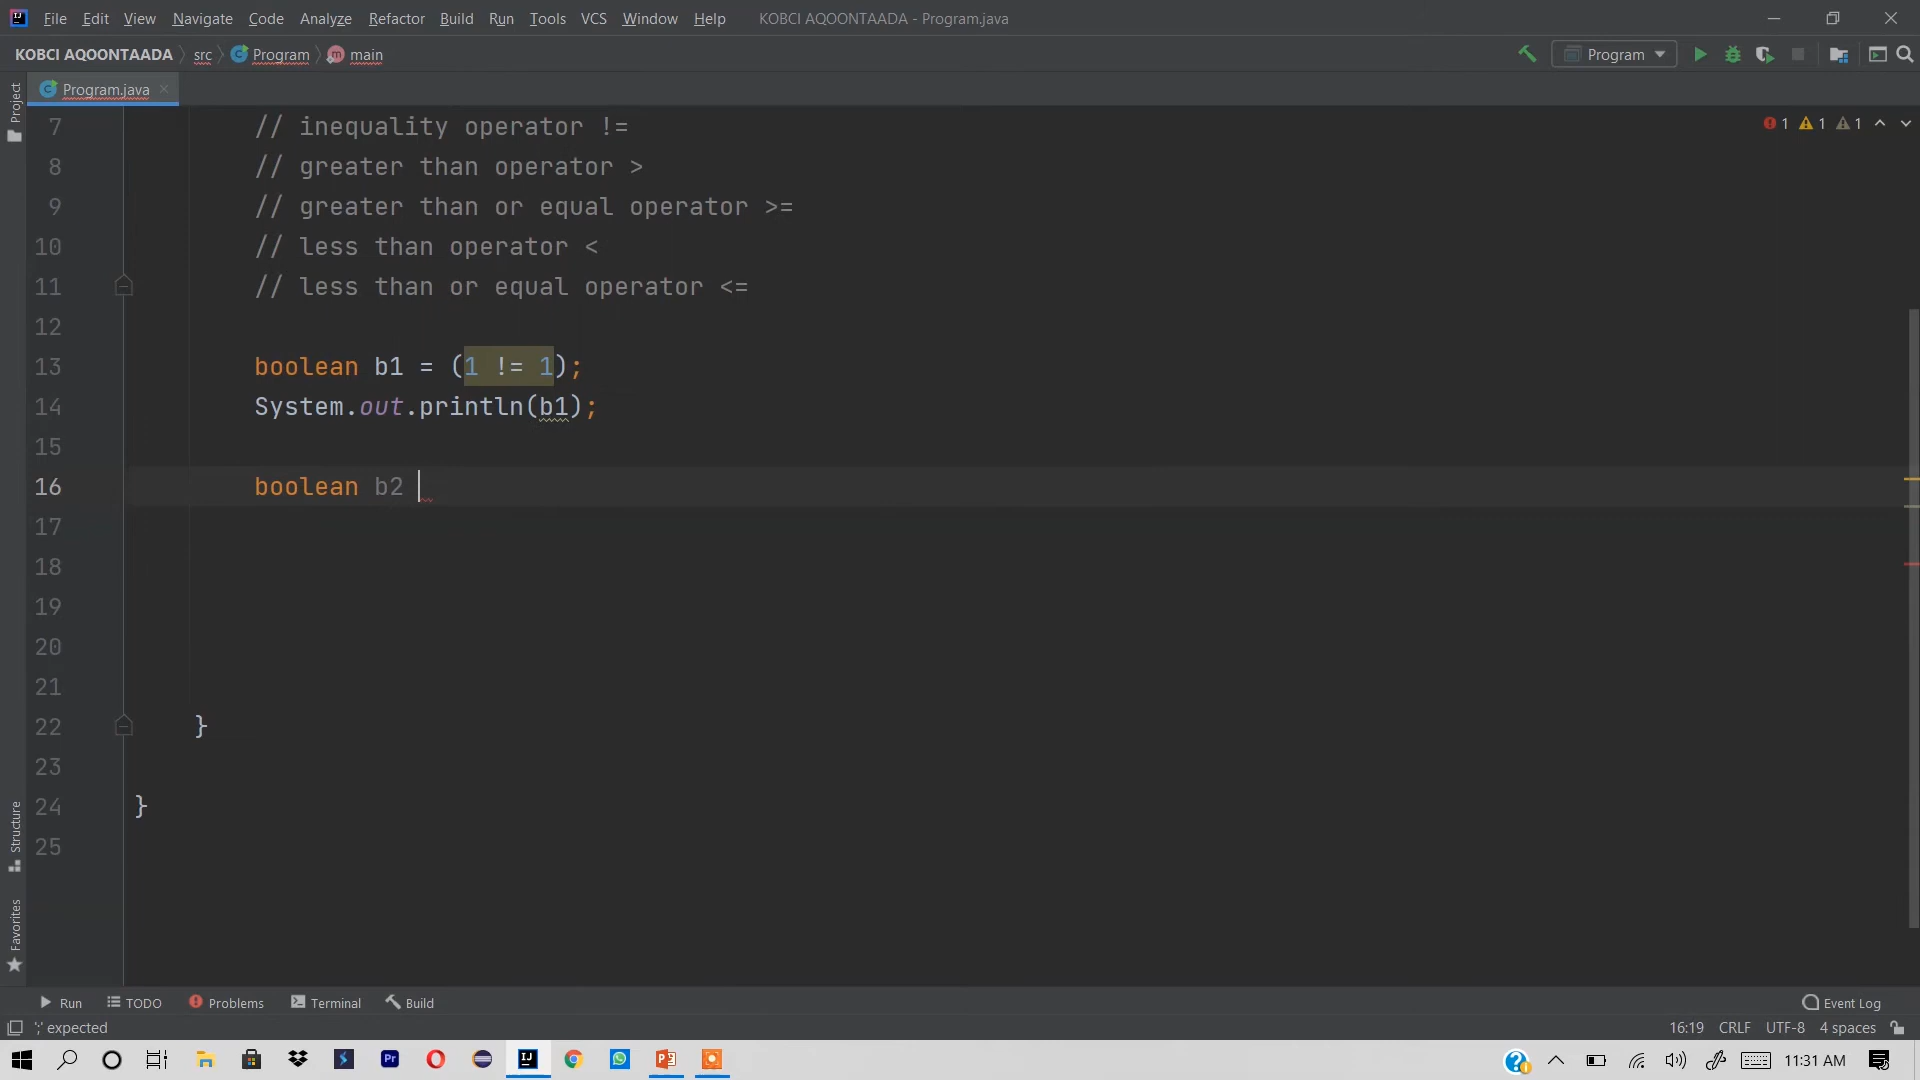 File Edit View Navigate Code Analyze Refactor Build Run Tools VCS Window Help KOBCI AQOONTAADA - Program.java
KOBCI AQOONTAADA src Program main Program
Project
Program.java
7 // inequality operator !=
1 1 1
8 // greater than operator >
9 // greater than or equal operator >=
10 // less than operator <
11 // less than or equal operator <=
12
13 boolean b1 = (1 != 1);
14 System.out.println(b1);
15
16 boolean b2
17
18
19
20
21
22 }
23
24 }
25
Structure
Favorites
Run TODO Problems Terminal Build Event Log
';' expected 16:19 CRLF UTF-8 4 spaces
11:31 AM